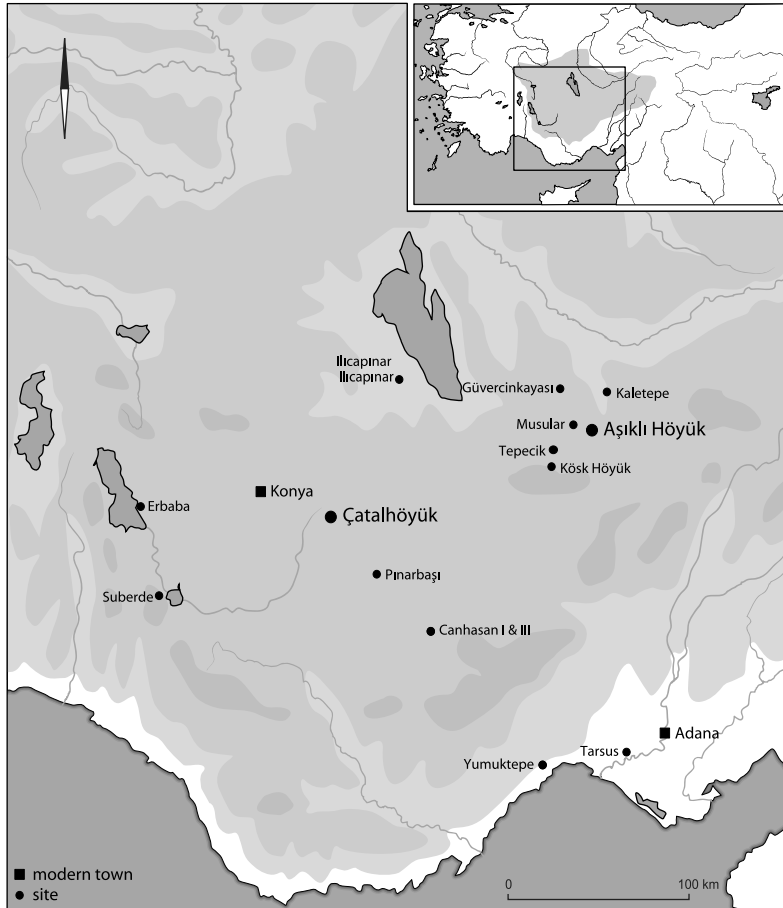 Ilıcapınar
Ilıcapınar
Güvercinkayası
Kaletepe
Musular
Aşıklı Höyük
Tepecik
Kösk Höyük
Konya
Erbaba
Çatalhöyük
Pınarbaşı
Suberde
Canhasan I & III
Adana
Tarsus
Yumuktepe
modern town
site
0 100 km